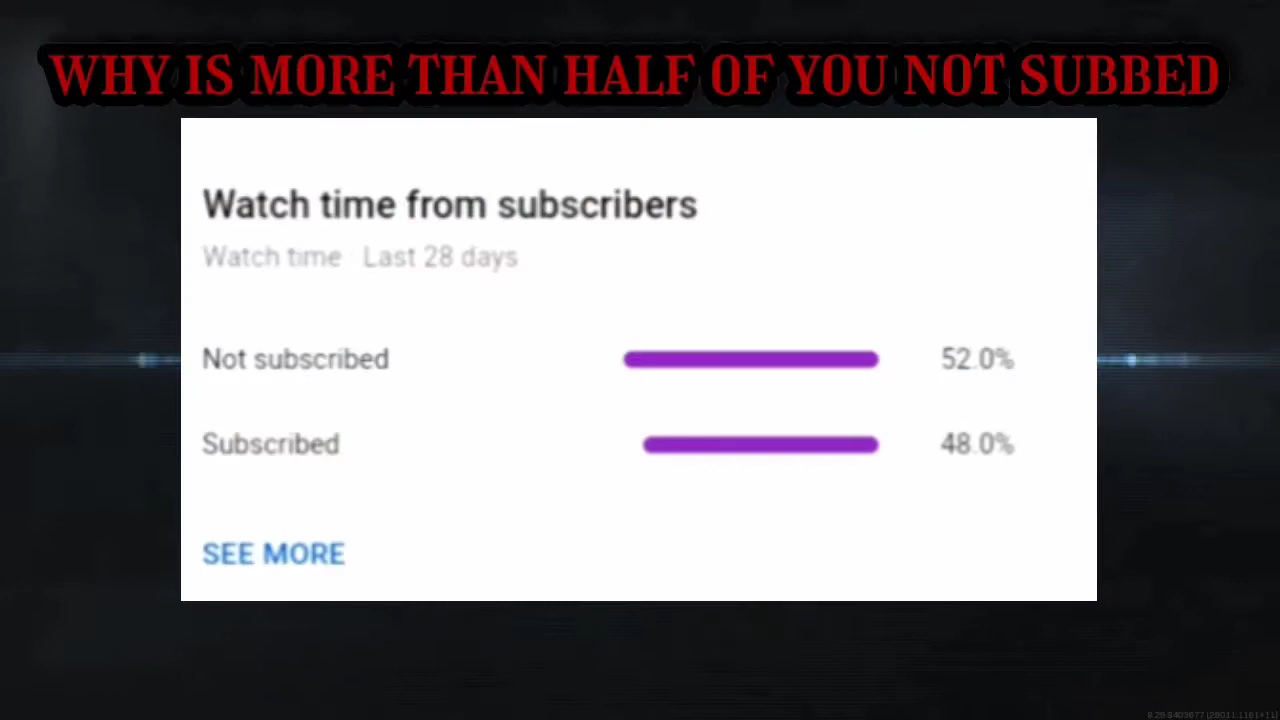 WHY IS MORE THAN HALF OF YOU NOT SUBBED
Watch time from subscribers
Watch time · Last 28 days
Not subscribed 52.0%
Subscribed 48.0%
SEE MORE